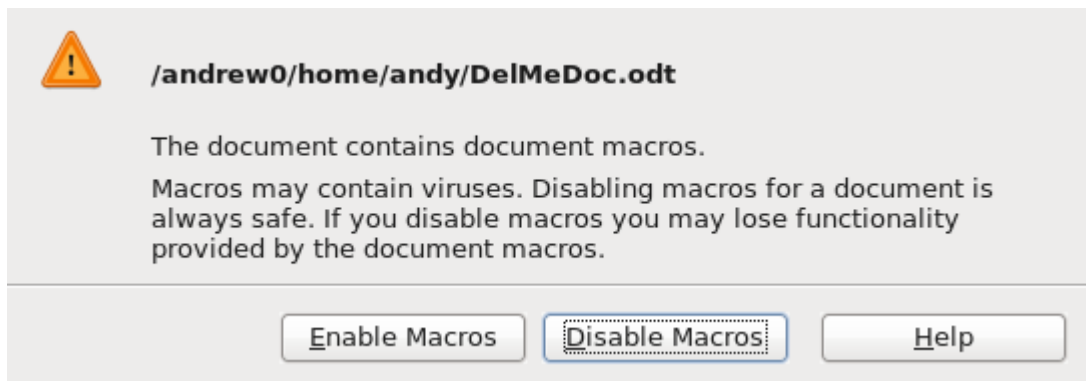 /andrew0/home/andy/DelMeDoc.odt
The document contains document macros.
Macros may contain viruses. Disabling macros for a document is
always safe. If you disable macros you may lose functionality
provided by the document macros.
Enable Macros Disable Macros Help